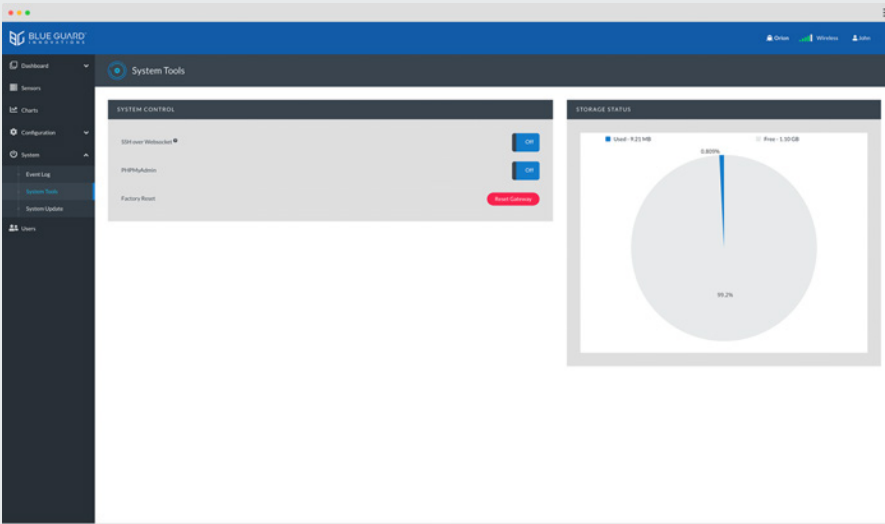 BLUE GUARD
INNOVATIONS
Orion
Wireless
John
Dashboard
Sensors
Charts
Configuration
System
Event Log
System Tools
System Update
Users
System Tools
SYSTEM CONTROL
SSH over Websocket
PHPMyAdmin
Factory Reset
Off
Off
Reset Gateway
STORAGE STATUS
Used - 9.21 MB
Free - 1.10 GB
0.809%
99.2%